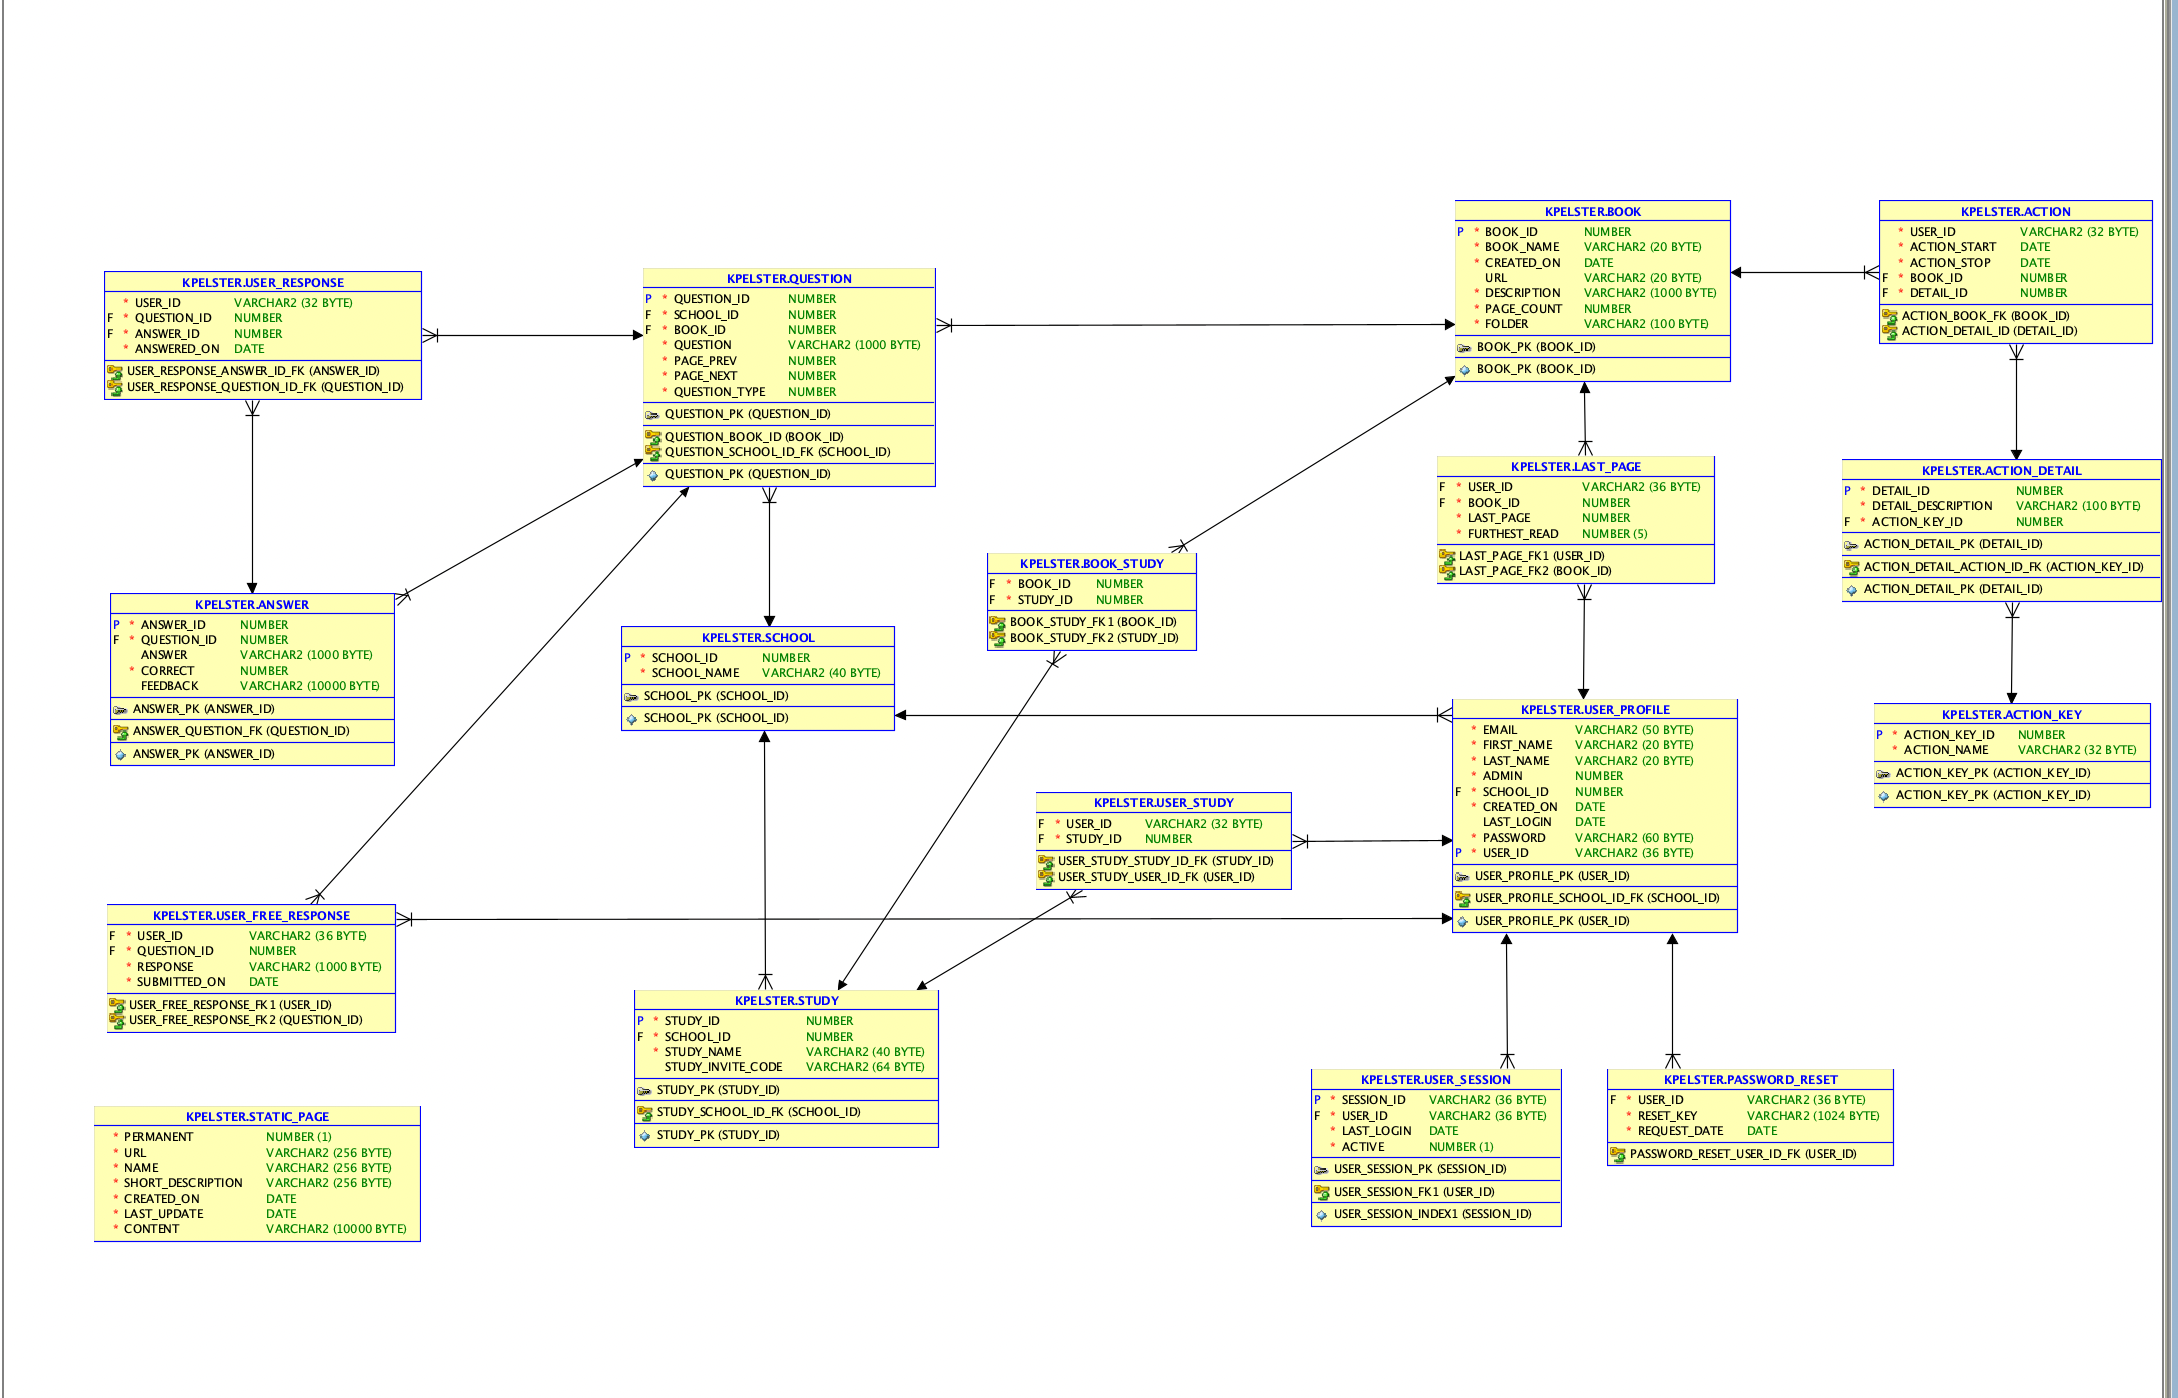 KPELSTER.BOOK
P * BOOK_ID NUMBER
* BOOK_NAME VARCHAR2 (20 BYTE)
* CREATED_ON DATE
URL VARCHAR2 (20 BYTE)
* DESCRIPTION VARCHAR2 (1000 BYTE)
* PAGE_COUNT NUMBER
* FOLDER VARCHAR2 (100 BYTE)
BOOK_PK (BOOK_ID)
BOOK_PK (BOOK_ID)
KPELSTER.ACTION
* USER_ID VARCHAR2 (32 BYTE)
* ACTION_START DATE
* ACTION_STOP DATE
F * BOOK_ID NUMBER
F * DETAIL_ID NUMBER
ACTION_BOOK_FK (BOOK_ID)
ACTION_DETAIL_ID (DETAIL_ID)
KPELSTER.USER_RESPONSE
* USER_ID VARCHAR2 (32 BYTE)
F * QUESTION_ID NUMBER
F * ANSWER_ID NUMBER
* ANSWERED_ON DATE
USER_RESPONSE_ANSWER_ID_FK (ANSWER_ID)
USER_RESPONSE_QUESTION_ID_FK (QUESTION_ID)
KPELSTER.QUESTION
P * QUESTION_ID NUMBER
F * SCHOOL_ID NUMBER
F * BOOK_ID NUMBER
* QUESTION VARCHAR2 (1000 BYTE)
* PAGE_PREV NUMBER
* PAGE_NEXT NUMBER
* QUESTION_TYPE NUMBER
QUESTION_PK (QUESTION_ID)
QUESTION_BOOK_ID (BOOK_ID)
QUESTION_SCHOOL_ID_FK (SCHOOL_ID)
QUESTION_PK (QUESTION_ID)
KPELSTER.LAST_PAGE
F * USER_ID VARCHAR2 (36 BYTE)
F * BOOK_ID NUMBER
* LAST_PAGE NUMBER
* FURTHEST_READ NUMBER (5)
LAST_PAGE_FK1 (USER_ID)
LAST_PAGE_FK2 (BOOK_ID)
KPELSTER.ACTION_DETAIL
P * DETAIL_ID NUMBER
* DETAIL_DESCRIPTION VARCHAR2 (100 BYTE)
F * ACTION_KEY_ID NUMBER
ACTION_DETAIL_PK (DETAIL_ID)
ACTION_DETAIL_ACTION_ID_FK (ACTION_KEY_ID)
ACTION_DETAIL_PK (DETAIL_ID)
KPELSTER.BOOK_STUDY
F * BOOK_ID NUMBER
F * STUDY_ID NUMBER
BOOK_STUDY_FK1 (BOOK_ID)
BOOK_STUDY_FK2 (STUDY_ID)
KPELSTER.ANSWER
P * ANSWER_ID NUMBER
F * QUESTION_ID NUMBER
ANSWER VARCHAR2 (1000 BYTE)
* CORRECT NUMBER
FEEDBACK VARCHAR2 (10000 BYTE)
ANSWER_PK (ANSWER_ID)
ANSWER_QUESTION_FK (QUESTION_ID)
ANSWER_PK (ANSWER_ID)
KPELSTER.SCHOOL
P * SCHOOL_ID NUMBER
* SCHOOL_NAME VARCHAR2 (40 BYTE)
SCHOOL_PK (SCHOOL_ID)
SCHOOL_PK (SCHOOL_ID)
KPELSTER.USER_PROFILE
* EMAIL VARCHAR2 (50 BYTE)
* FIRST_NAME VARCHAR2 (20 BYTE)
* LAST_NAME VARCHAR2 (20 BYTE)
* ADMIN NUMBER
F * SCHOOL_ID NUMBER
* CREATED_ON DATE
LAST_LOGIN DATE
* PASSWORD VARCHAR2 (60 BYTE)
P * USER_ID VARCHAR2 (36 BYTE)
USER_PROFILE_PK (USER_ID)
USER_PROFILE_SCHOOL_ID_FK (SCHOOL_ID)
USER_PROFILE_PK (USER_ID)
KPELSTER.ACTION_KEY
P * ACTION_KEY_ID NUMBER
* ACTION_NAME VARCHAR2 (32 BYTE)
ACTION_KEY_PK (ACTION_KEY_ID)
ACTION_KEY_PK (ACTION_KEY_ID)
KPELSTER.USER_STUDY
F * USER_ID VARCHAR2 (32 BYTE)
F * STUDY_ID NUMBER
USER_STUDY_STUDY_ID_FK (STUDY_ID)
USER_STUDY_USER_ID_FK (USER_ID)
KPELSTER.USER_FREE_RESPONSE
F * USER_ID VARCHAR2 (36 BYTE)
F * QUESTION_ID NUMBER
* RESPONSE VARCHAR2 (1000 BYTE)
* SUBMITTED_ON DATE
USER_FREE_RESPONSE_FK1 (USER_ID)
USER_FREE_RESPONSE_FK2 (QUESTION_ID)
KPELSTER.STUDY
P * STUDY_ID NUMBER
F * SCHOOL_ID NUMBER
* STUDY_NAME VARCHAR2 (40 BYTE)
STUDY_INVITE_CODE VARCHAR2 (64 BYTE)
STUDY_PK (STUDY_ID)
STUDY_SCHOOL_ID_FK (SCHOOL_ID)
STUDY_PK (STUDY_ID)
KPELSTER.USER_SESSION
P * SESSION_ID VARCHAR2 (36 BYTE)
F * USER_ID VARCHAR2 (36 BYTE)
* LAST_LOGIN DATE
* ACTIVE NUMBER (1)
USER_SESSION_PK (SESSION_ID)
USER_SESSION_FK1 (USER_ID)
USER_SESSION_INDEX1 (SESSION_ID)
KPELSTER.PASSWORD_RESET
F * USER_ID VARCHAR2 (36 BYTE)
* RESET_KEY VARCHAR2 (1024 BYTE)
* REQUEST_DATE DATE
PASSWORD_RESET_USER_ID_FK (USER_ID)
KPELSTER.STATIC_PAGE
* PERMANENT NUMBER (1)
* URL VARCHAR2 (256 BYTE)
* NAME VARCHAR2 (256 BYTE)
* SHORT_DESCRIPTION VARCHAR2 (256 BYTE)
* CREATED_ON DATE
* LAST_UPDATE DATE
* CONTENT VARCHAR2 (10000 BYTE)